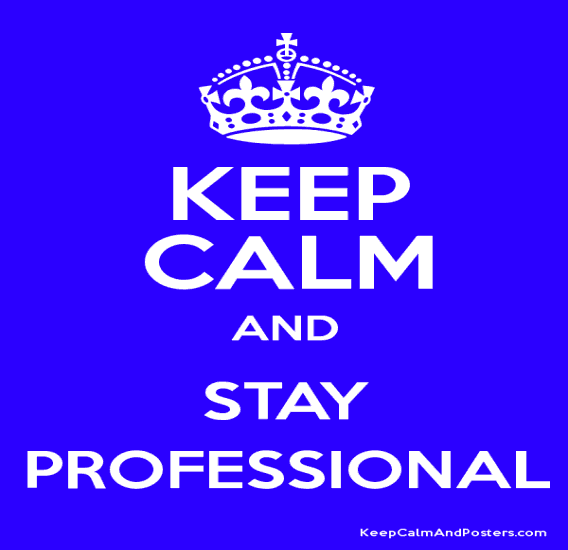 KEEP
CALM
AND
STAY
PROFESSIONAL
KeepCalmAndPosters.com